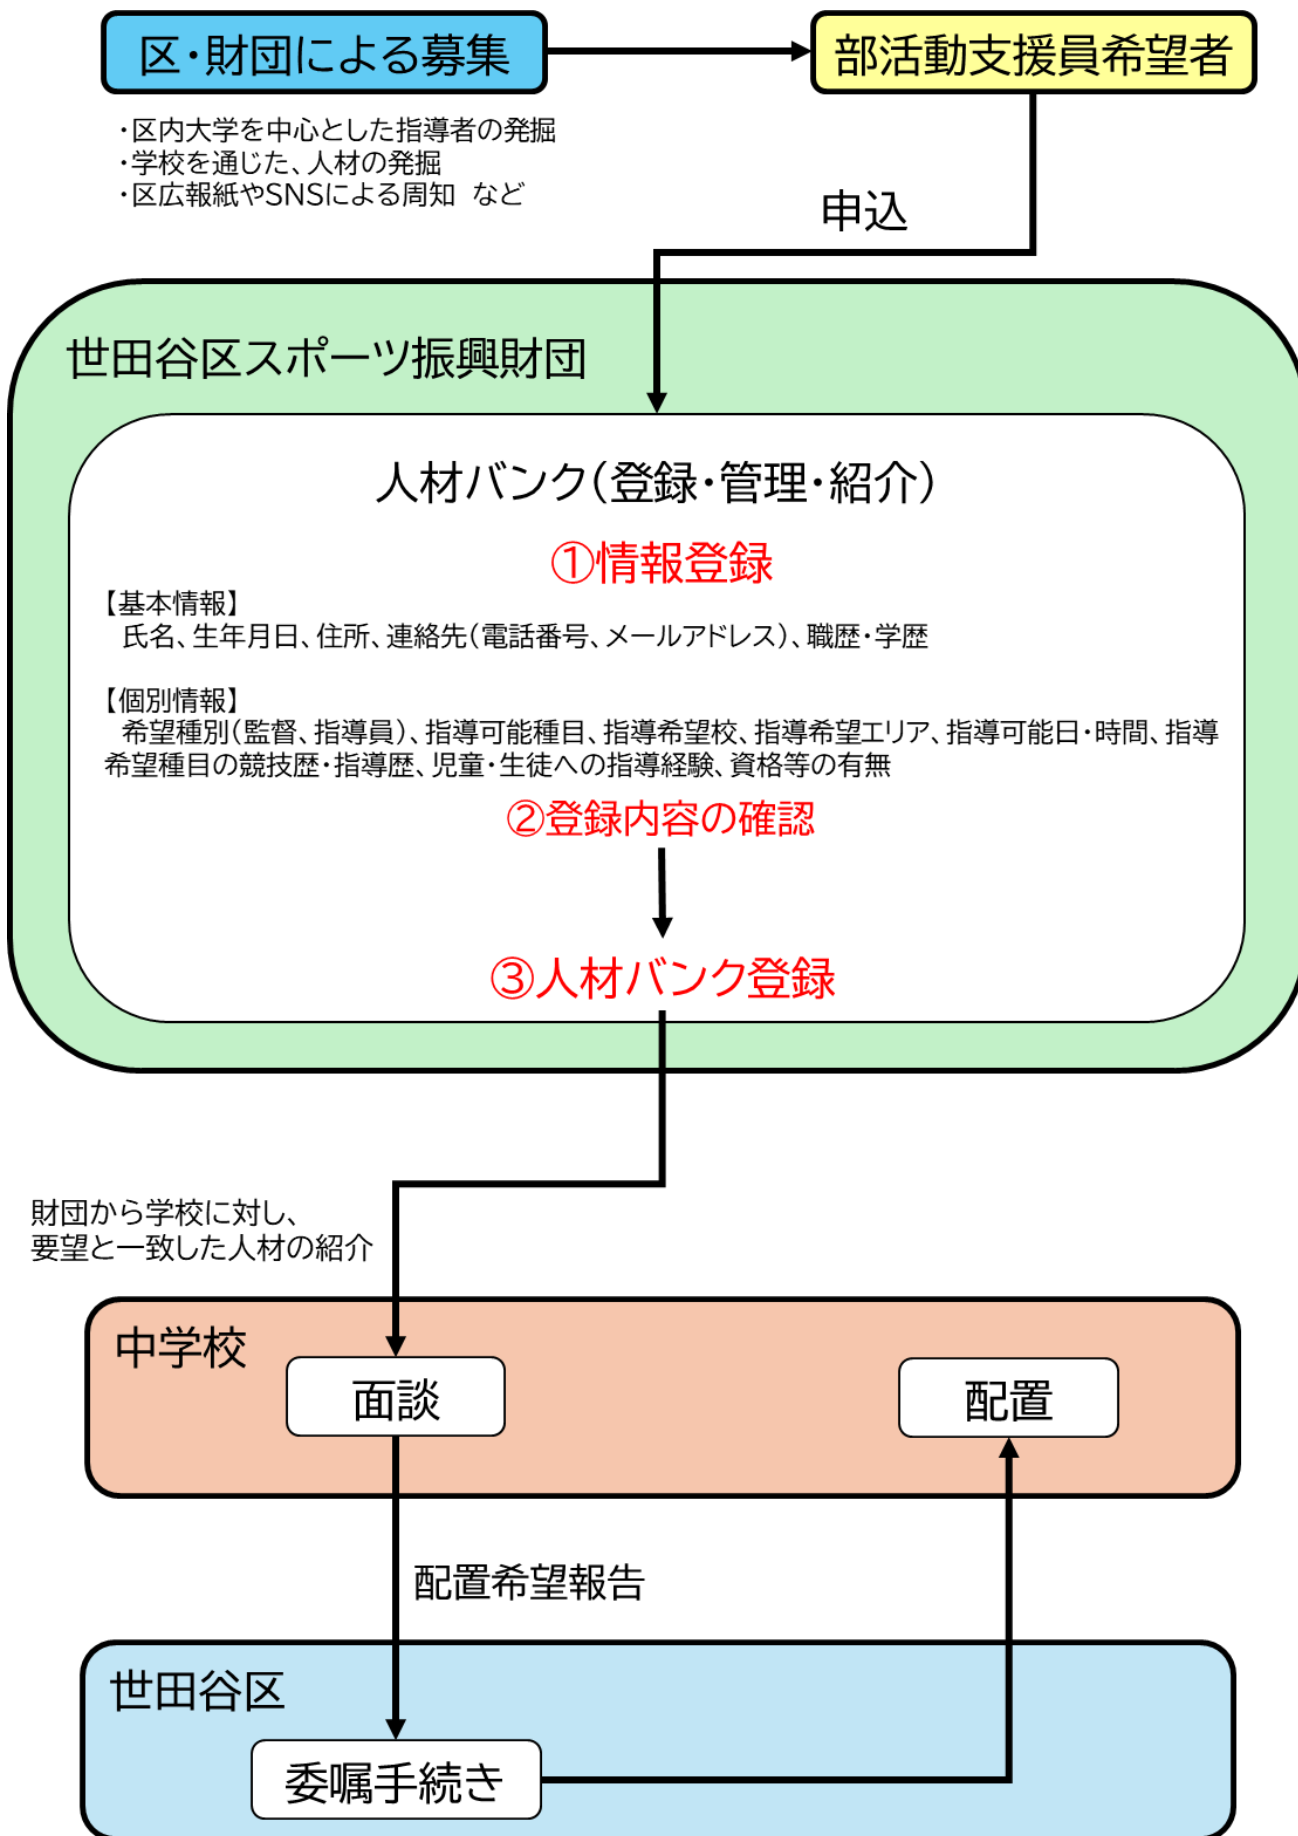 区・財団による募集
部活動支援員希望者
・区内大学を中心とした指導者の発掘
・学校を通じた、人材の発掘
・区広報紙やSNSによる周知 など
申込
世田谷区スポーツ振興財団
人材バンク（登録・管理・紹介）
①情報登録
【基本情報】
氏名、生年月日、住所、連絡先（電話番号、メールアドレス）、職歴・学歴
【個別情報】
希望種別（監督、指導員）、指導可能種目、指導希望校、指導希望エリア、指導可能日・時間、指導
希望種目の競技歴・指導歴、児童・生徒への指導経験、資格等の有無
②登録内容の確認
③人材バンク登録
財団から学校に対し、
要望と一致した人材の紹介
中学校
面談
配置
配置希望報告
世田谷区
委嘱手続き